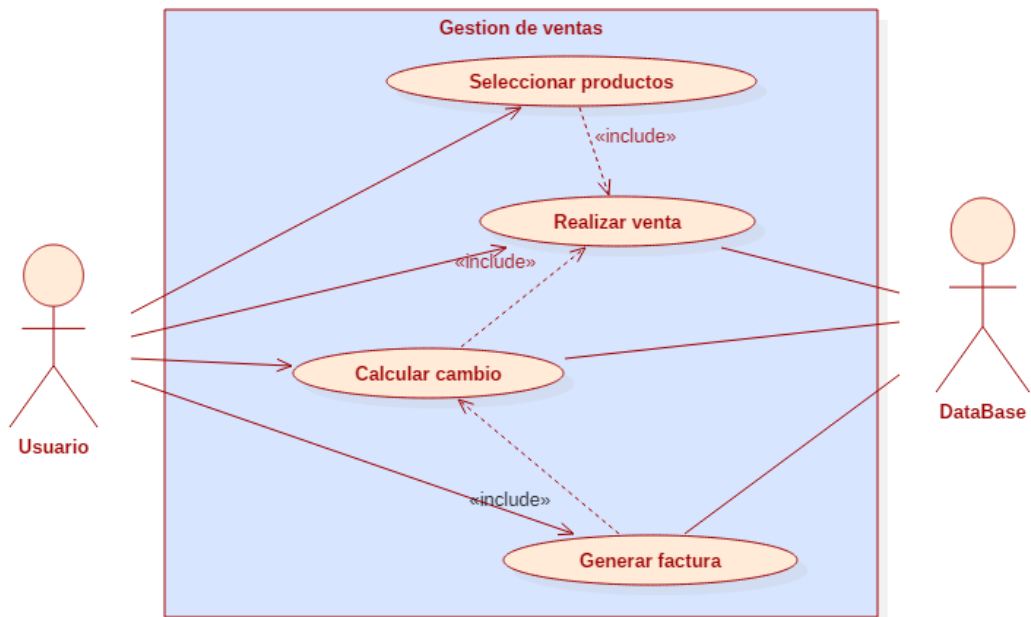 Gestion de ventas
Seleccionar productos
«include»
Realizar venta
«include»
Calcular cambio
DataBase
Usuario
«include»
Generar factura